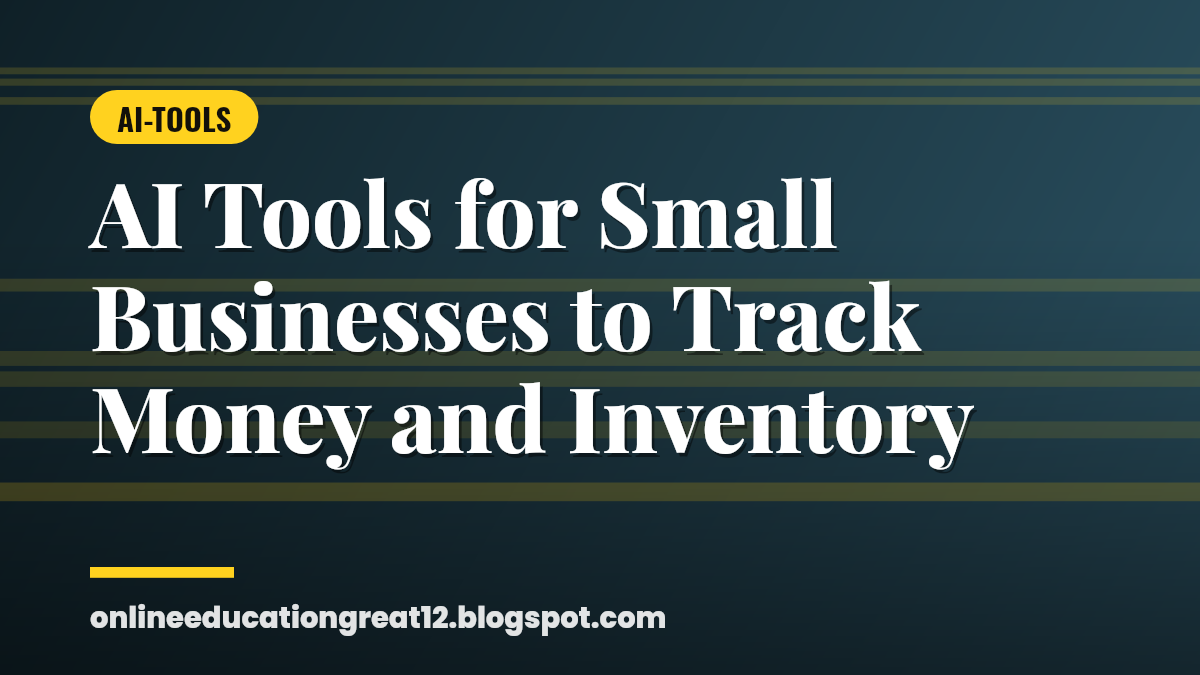 AI-TOOLS
AI Tools for Small
Businesses to Track
Money and Inventory
onlineeducationgreat12.blogspot.com